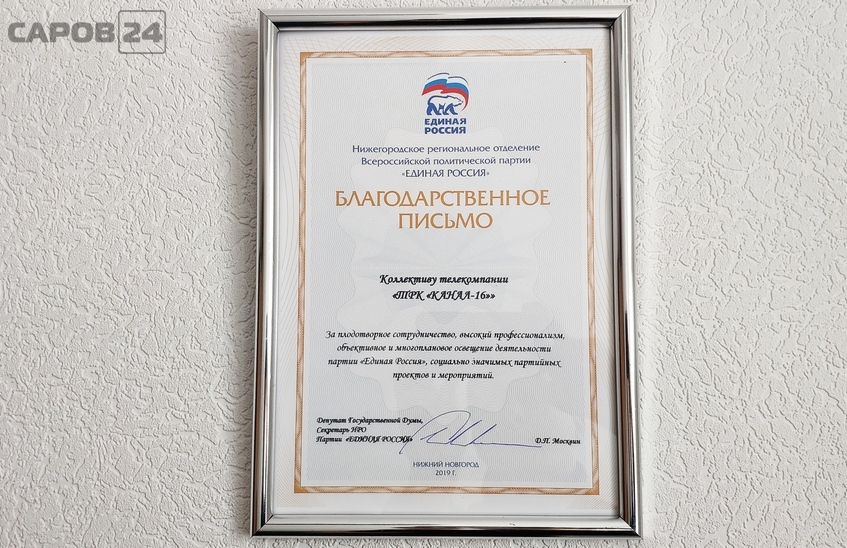 САРОВ 24
ЕДИНАЯ
РОССИЯ
Нижегородское региональное отделение
Всероссийской политической партии
«ЕДИНАЯ РОССИЯ»
БЛАГОДАРСТВЕННОЕ
ПИСЬМО
Коллективу телекомпании
«ТРК «КАНАЛ-16»»
За плодотворное сотрудничество, высокий профессионализм,
объективное и многоплановое освещение деятельности
партии «Единая Россия», социально значимых партийных
проектов и мероприятий.
Депутат Государственной Думы,
Секретарь НРО
Партии «ЕДИНАЯ РОССИЯ»
Д.П. Москвин
НИЖНИЙ НОВГОРОД
2019 Г.